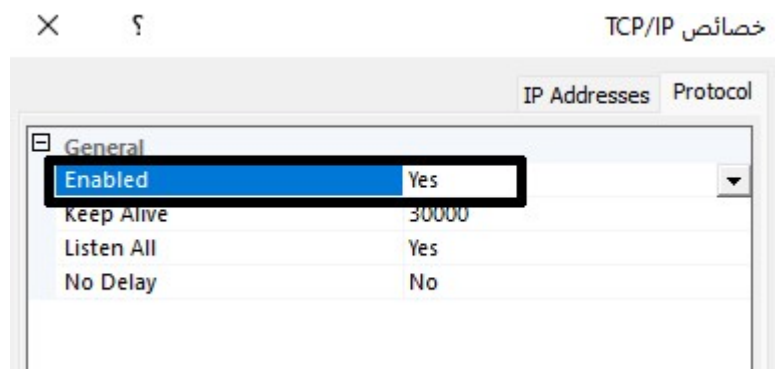 خصائص TCP/IP ؟ ×
Protocol IP Addresses
General
Enabled Yes
Keep Alive 30000
Listen All Yes
No Delay No